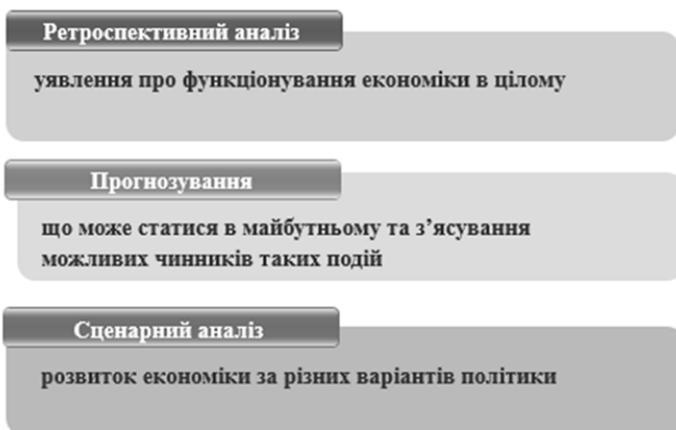 Ретроспективний аналіз
уявлення про функціонування економіки в цілому
Прогнозування
що може статися в майбутньому та з’ясування
можливих чинників таких подій
Сценарний аналіз
розвиток економіки за різних варіантів політики